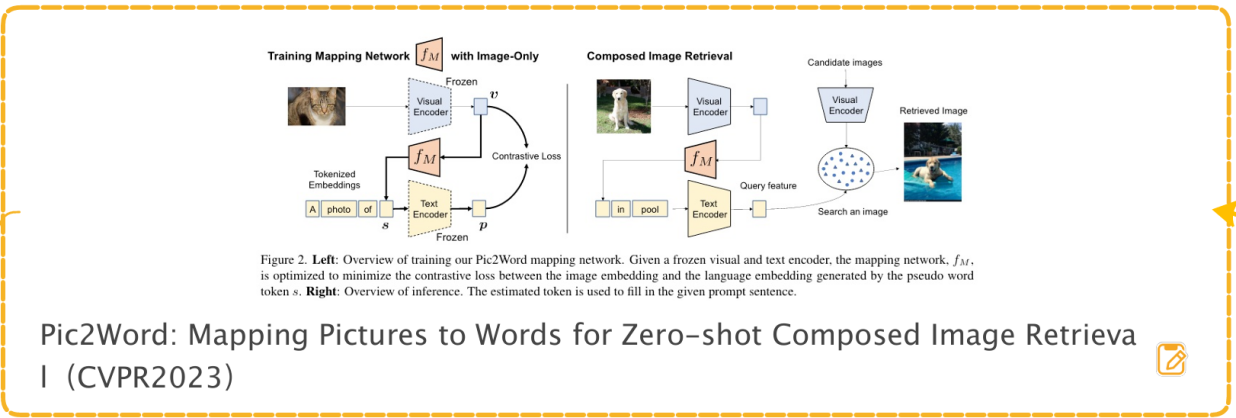 Training Mapping Network f_M with Image-Only
Frozen
Visual
Encoder
v
f_M
Contrastive Loss
Tokenized
Embeddings
A photo of
s
Text
Encoder
p
Frozen
Composed Image Retrieval
Visual
Encoder
f_M
in pool
Text
Encoder
Query feature
Candidate images
Visual
Encoder
Retrieved Image
Search an image
Figure 2. Left: Overview of training our Pic2Word mapping network. Given a frozen visual and text encoder, the mapping network, f_M,
is optimized to minimize the contrastive loss between the image embedding and the language embedding generated by the pseudo word
token s. Right: Overview of inference. The estimated token is used to fill in the given prompt sentence.
Pic2Word: Mapping Pictures to Words for Zero-shot Composed Image Retrieva
l (CVPR2023)